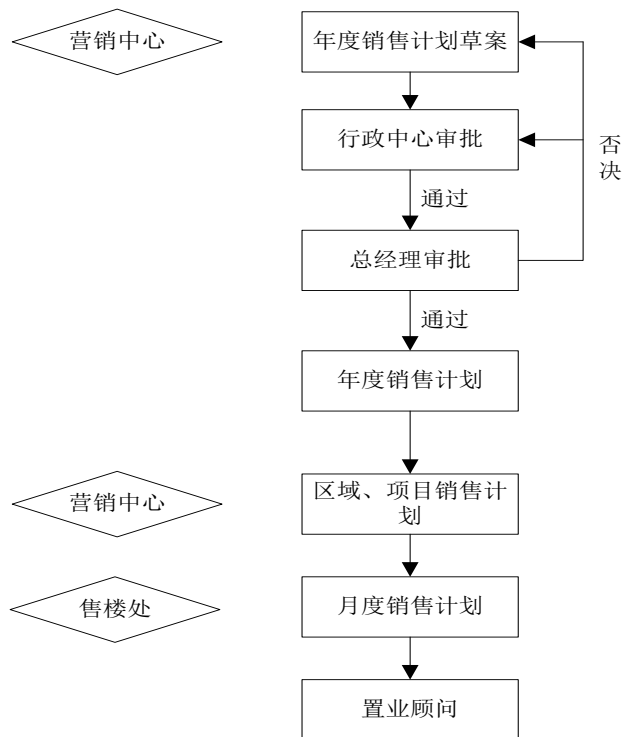 营销中心
年度销售计划草案
行政中心审批
否
决
通过
总经理审批
通过
年度销售计划
营销中心
区域、项目销售计
划
售楼处
月度销售计划
置业顾问